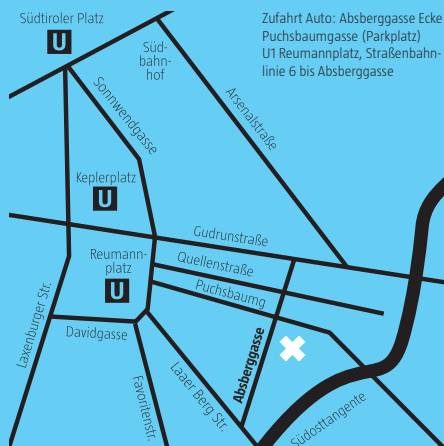 Südtiroler Platz
U
Zufahrt Auto: Absberggasse Ecke
Puchsbaumgasse (Parkplatz)
U1 Reumannplatz, Straßenbahn-
linie 6 bis Absberggasse
Süd-
bahn-
hof
Sonnwendgasse
Arsenalstraße
Keplerplatz
U
Gudrunstraße
Reumann-
platz
U
Quellenstraße
Puchsbaumg
Laxenburger Str.
Davidgasse
Absberggasse
Laaer Berg Str.
Favoritenstr.
Südosttangente